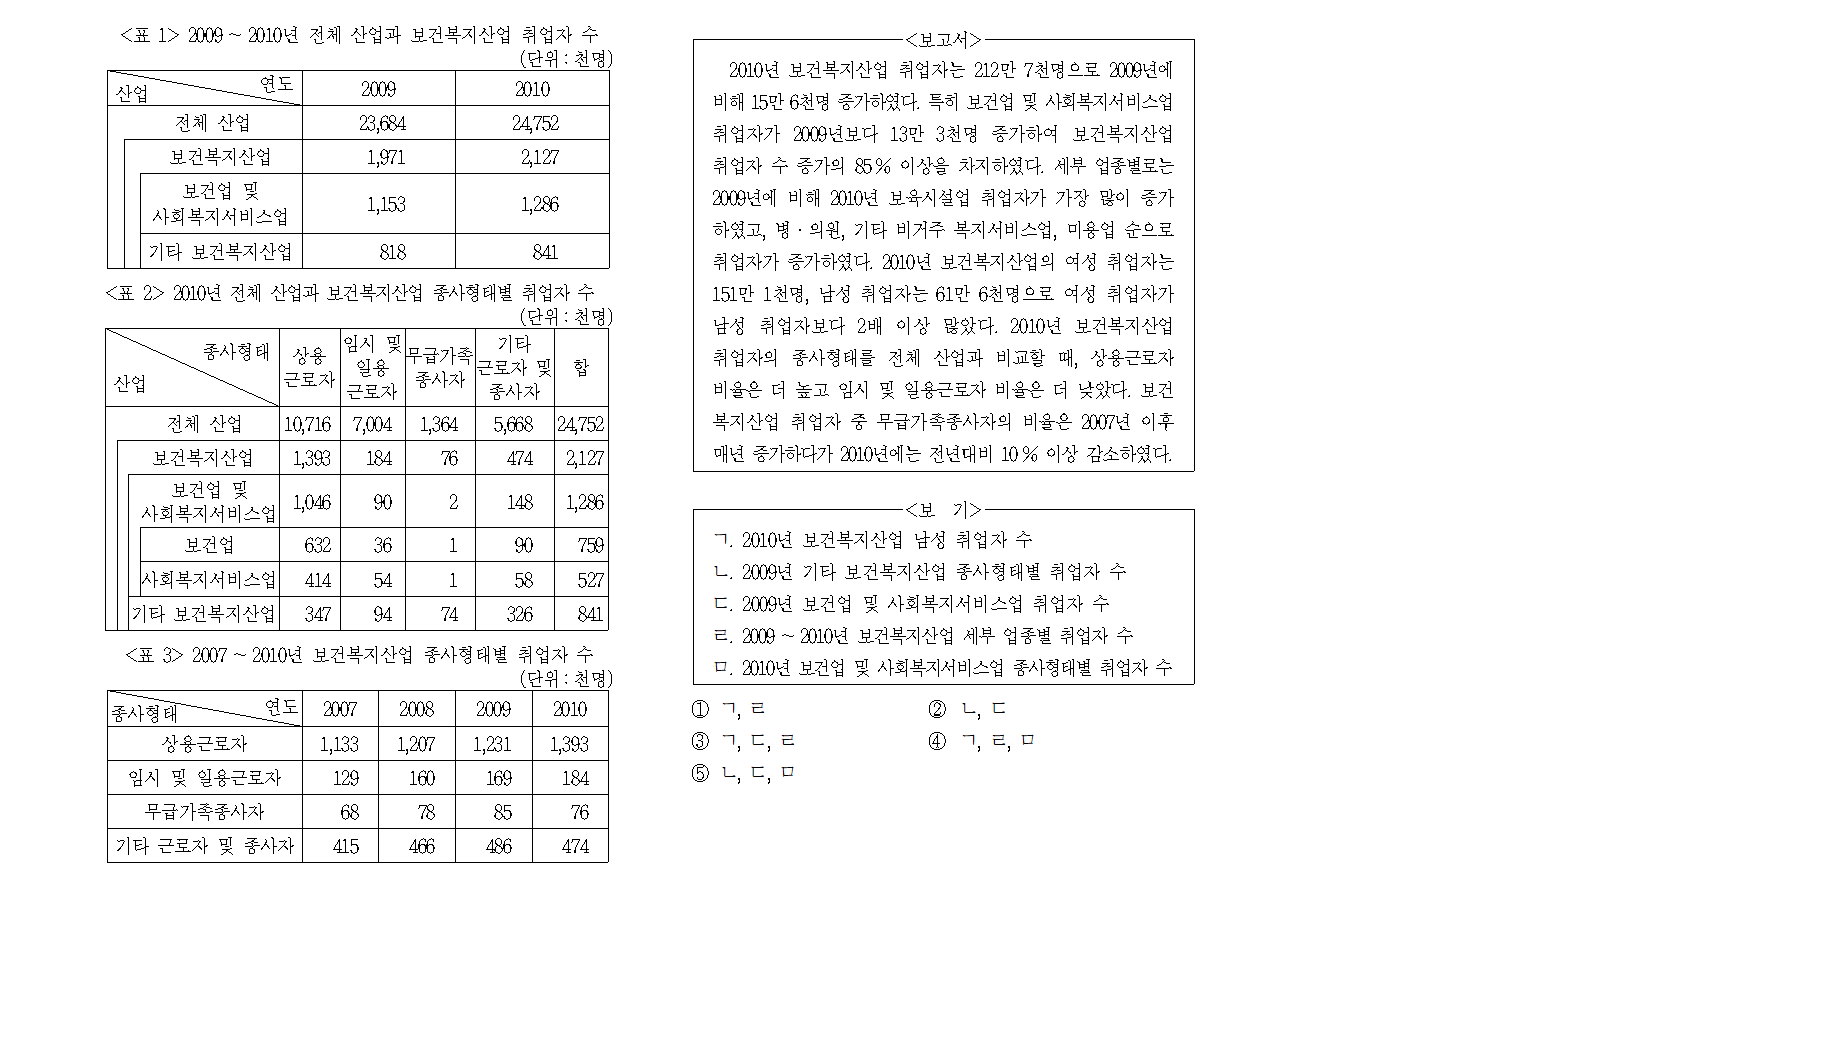 <표 1> 2009 ~ 2010년 전체 산업과 보건복지산업 취업자 수
(단위 : 천명)
연도
산업
2009 2010
전체 산업 23,684 24,752
보건복지산업 1,971 2,127
보건업 및
사회복지서비스업 1,153 1,286
기타 보건복지산업 818 841
<표 2> 2010년 전체 산업과 보건복지산업 종사형태별 취업자 수
(단위 : 천명)
종사형태
산업
상용
근로자
임시 및
일용
근로자
무급가족
종사자
기타
근로자 및
종사자
합
전체 산업 10,716 7,004 1,364 5,668 24,752
보건복지산업 1,393 184 76 474 2,127
보건업 및
사회복지서비스업 1,046 90 2 148 1,286
보건업 632 36 1 90 759
사회복지서비스업 414 54 1 58 527
기타 보건복지산업 347 94 74 326 841
<표 3> 2007 ~ 2010년 보건복지산업 종사형태별 취업자 수
(단위 : 천명)
연도
종사형태
2007 2008 2009 2010
상용근로자 1,133 1,207 1,231 1,393
임시 및 일용근로자 129 160 169 184
무급가족종사자 68 78 85 76
기타 근로자 및 종사자 415 466 486 474
<보고서>
2010년 보건복지산업 취업자는 212만 7천명으로 2009년에
비해 15만 6천명 증가하였다. 특히 보건업 및 사회복지서비스업
취업자가 2009년보다 13만 3천명 증가하여 보건복지산업
취업자 수 증가의 85 % 이상을 차지하였다. 세부 업종별로는
2009년에 비해 2010년 보육시설업 취업자가 가장 많이 증가
하였고, 병 · 의원, 기타 비거주 복지서비스업, 미용업 순으로
취업자가 증가하였다. 2010년 보건복지산업의 여성 취업자는
151만 1천명, 남성 취업자는 61만 6천명으로 여성 취업자가
남성 취업자보다 2배 이상 많았다. 2010년 보건복지산업
취업자의 종사형태를 전체 산업과 비교할 때, 상용근로자
비율은 더 높고 임시 및 일용근로자 비율은 더 낮았다. 보건
복지산업 취업자 중 무급가족종사자의 비율은 2007년 이후
매년 증가하다가 2010년에는 전년대비 10 % 이상 감소하였다.
<보 기>
ㄱ. 2010년 보건복지산업 남성 취업자 수
ㄴ. 2009년 기타 보건복지산업 종사형태별 취업자 수
ㄷ. 2009년 보건업 및 사회복지서비스업 취업자 수
ㄹ. 2009 ~ 2010년 보건복지산업 세부 업종별 취업자 수
ㅁ. 2010년 보건업 및 사회복지서비스업 종사형태별 취업자 수
① ㄱ, ㄹ ② ㄴ, ㄷ
③ ㄱ, ㄷ, ㄹ ④ ㄱ, ㄹ, ㅁ
⑤ ㄴ, ㄷ, ㅁ